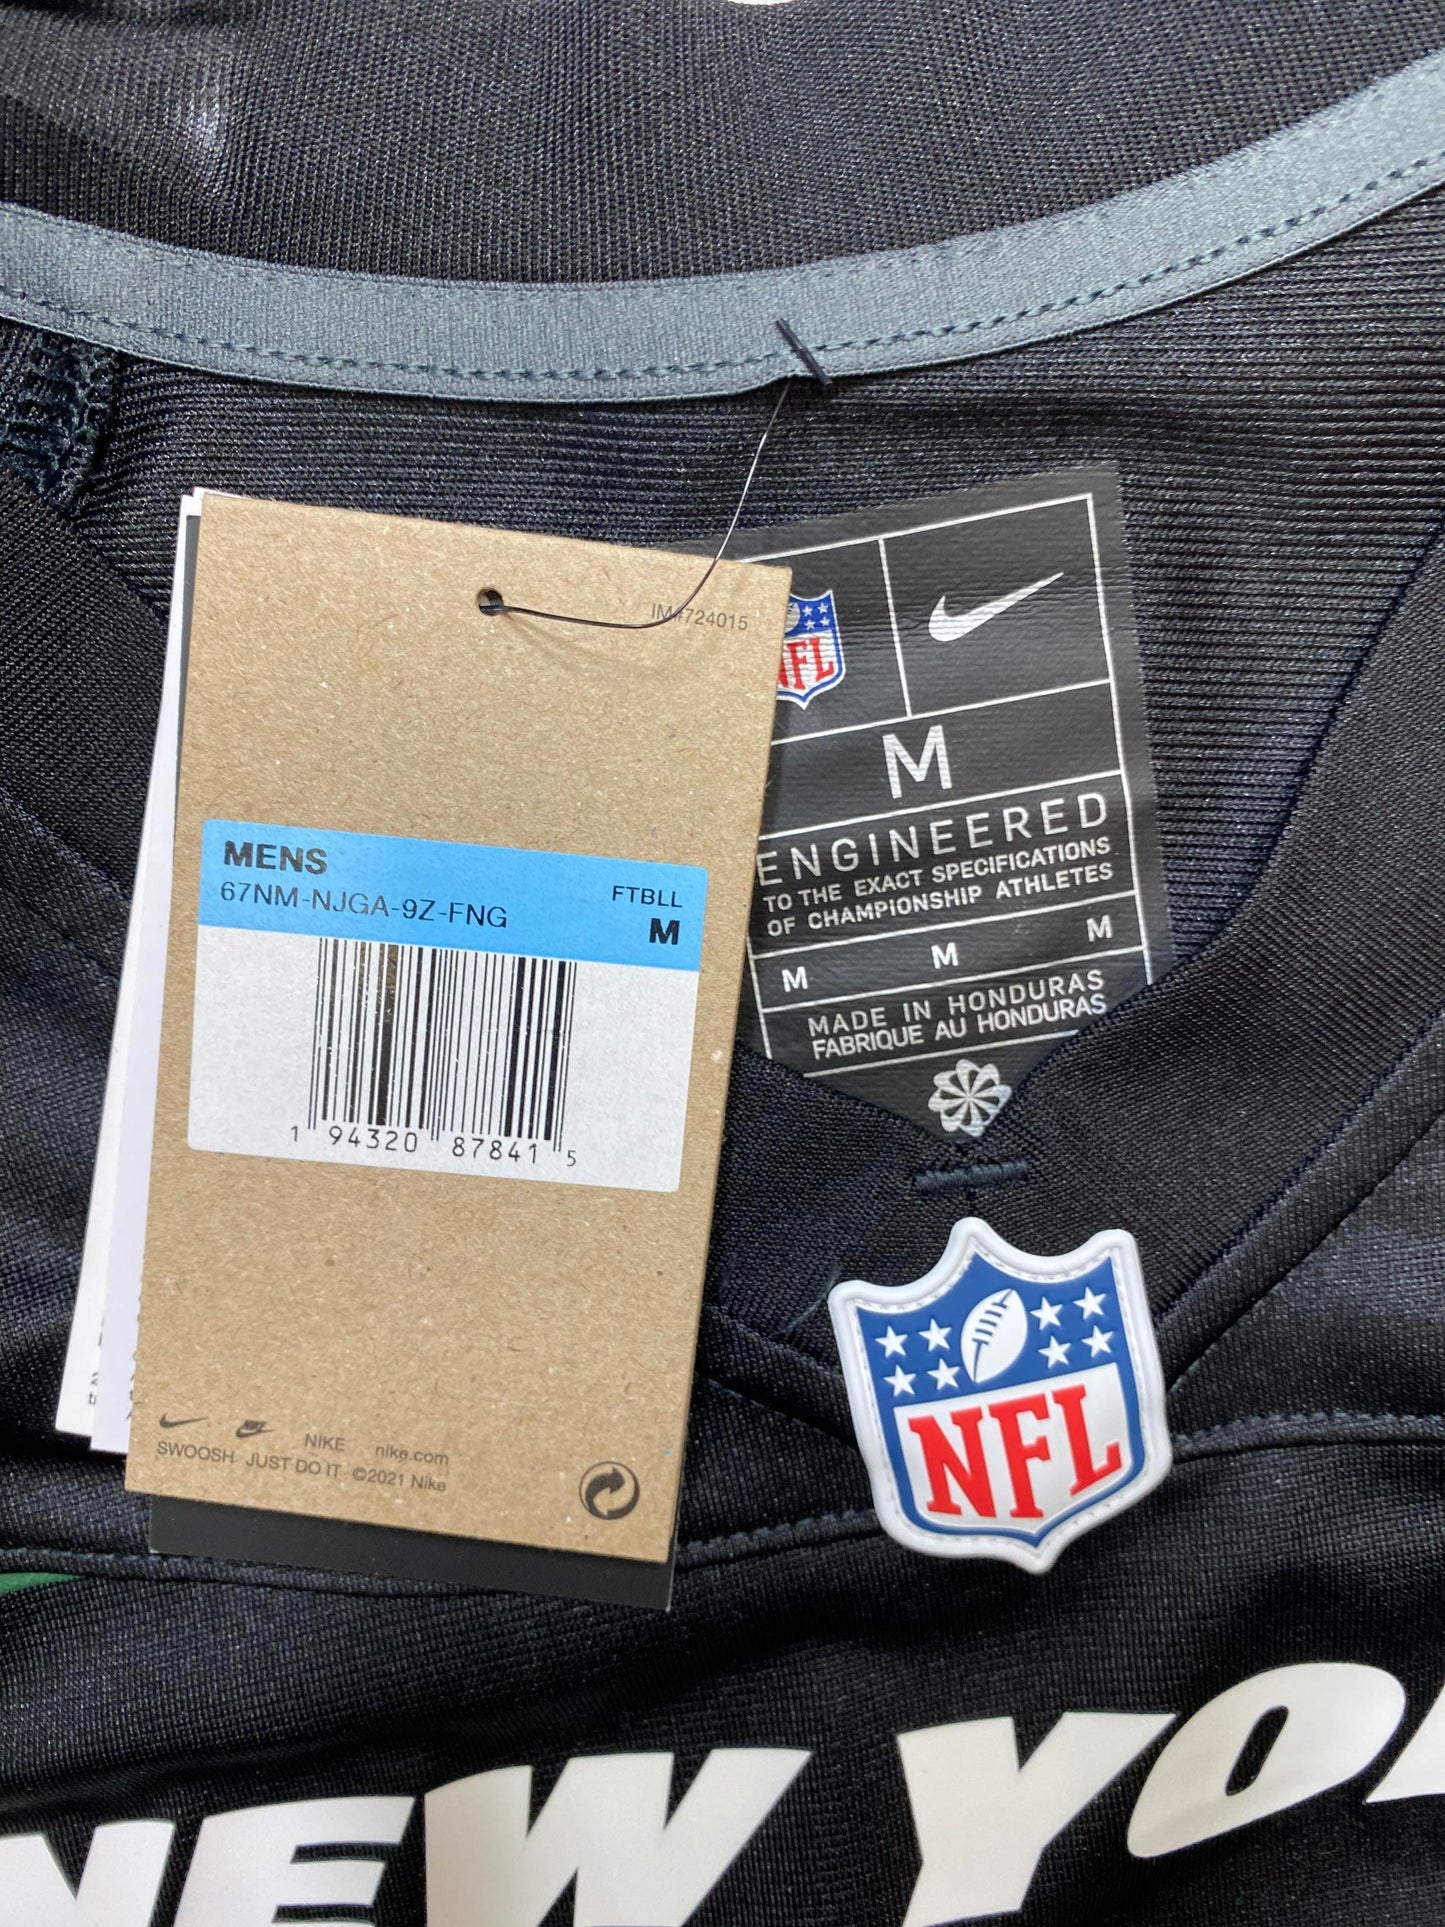 IM#724015
MENS
67NM-NJGA-9Z-FNG
FTBLL
M
1 94320 87841 5
NIKE nike.com
SWOOSH JUST DO IT ©2021 Nike
NFL
M
ENGINEERED
TO THE EXACT SPECIFICATIONS
OF CHAMPIONSHIP ATHLETES
M M M
MADE IN HONDURAS
FABRIQUE AU HONDURAS
NFL
NEW YO